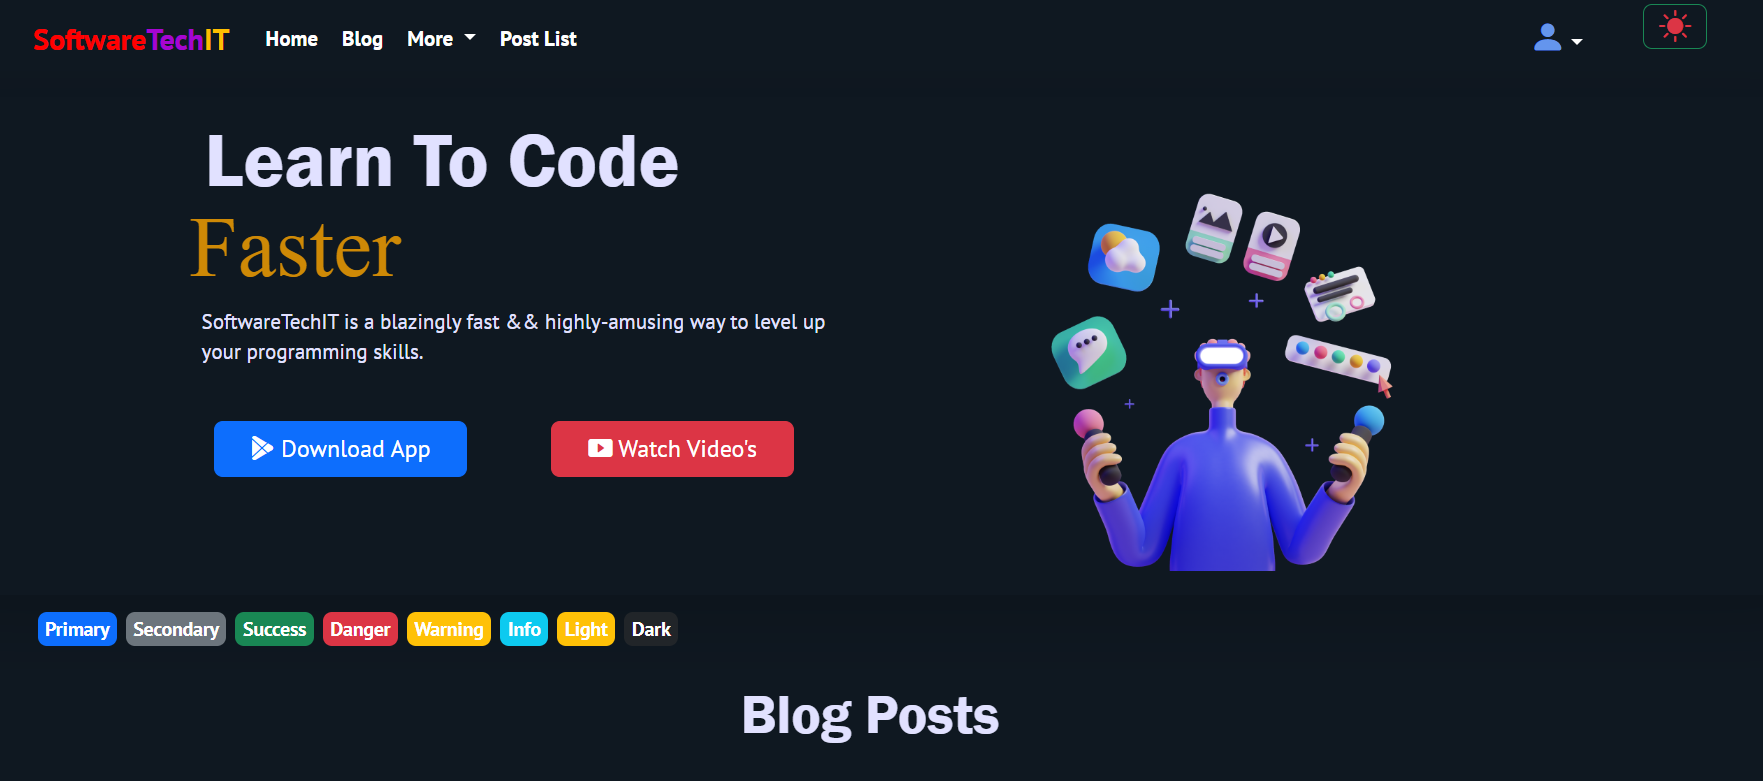 SoftwareTechIT Home Blog More Post List
Learn To Code
Faster
SoftwareTechIT is a blazingly fast && highly-amusing way to level up
your programming skills.
Download App Watch Video's
Primary Secondary Success Danger Warning Info Light Dark
Blog Posts